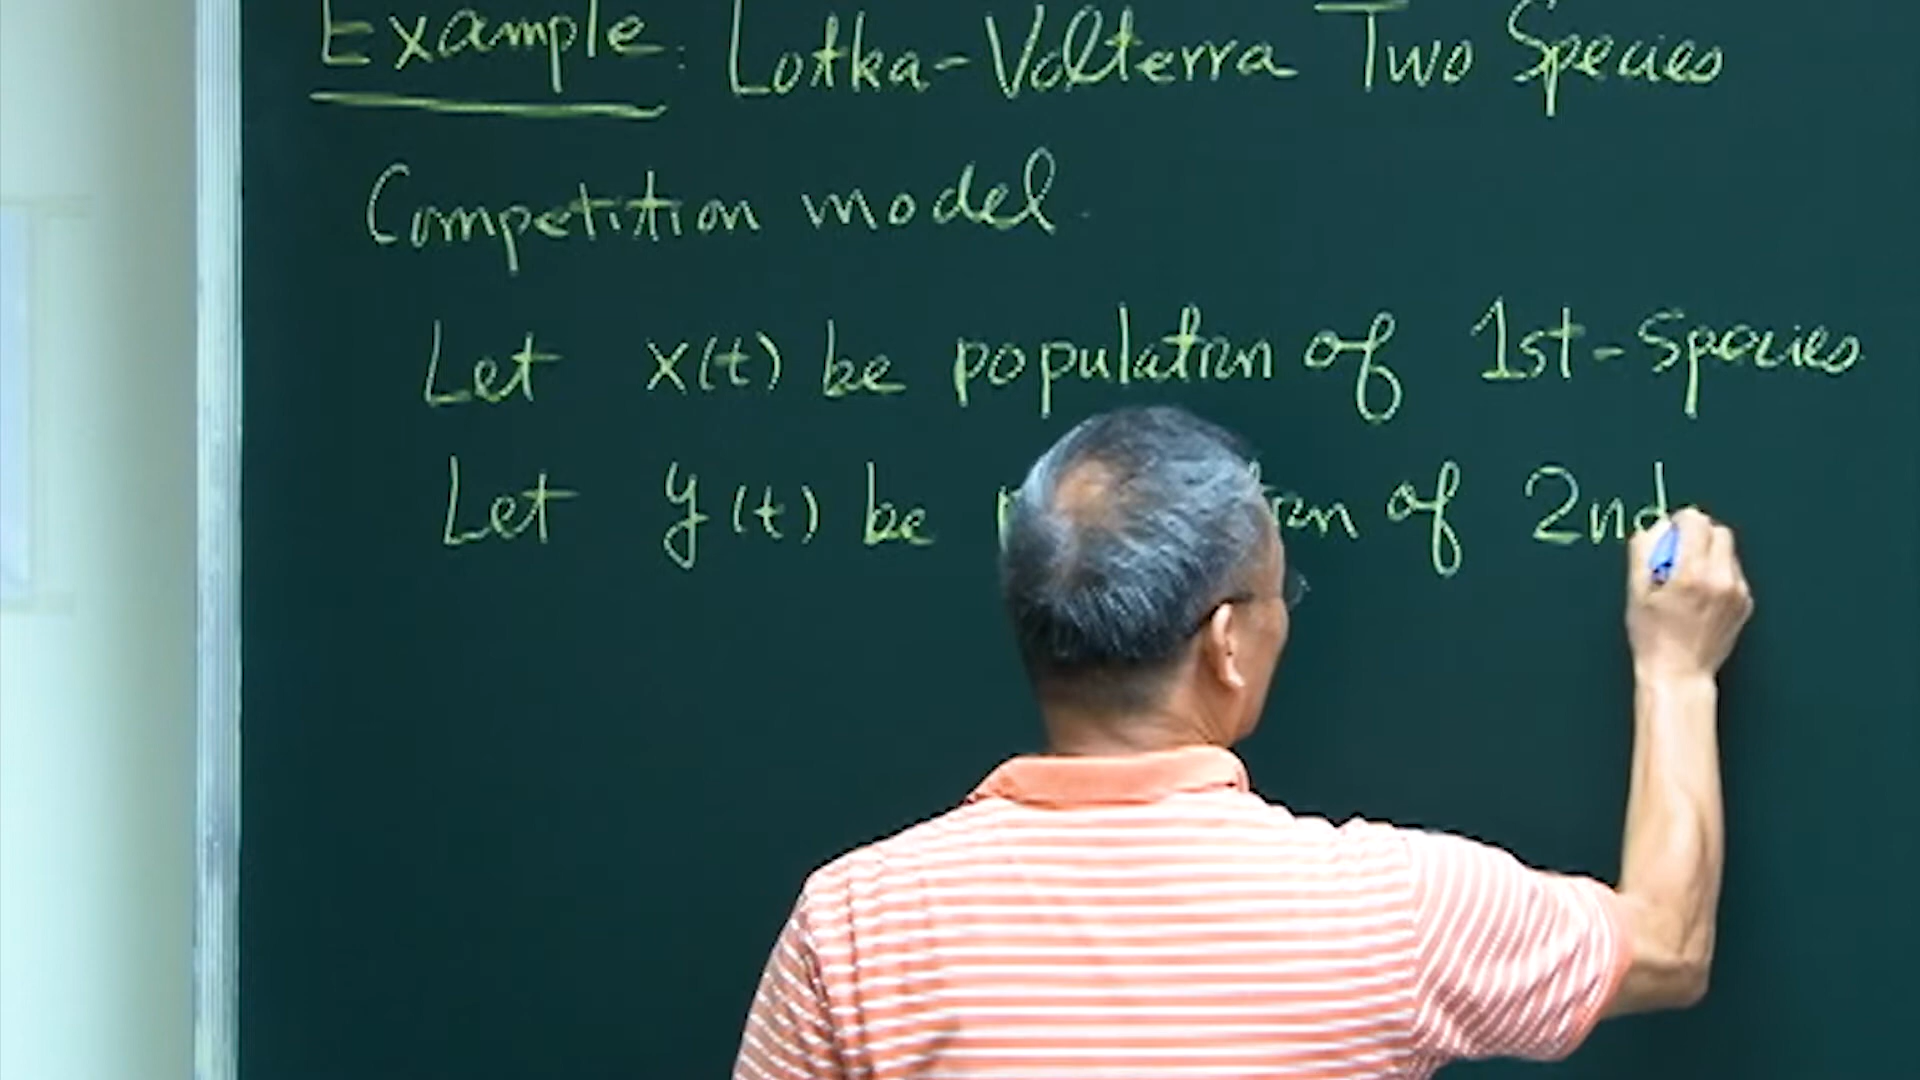 Example: Lotka-Volterra Two Species
Competition model.
Let x(t) be population of 1st-Species
Let y(t) be of 2nd